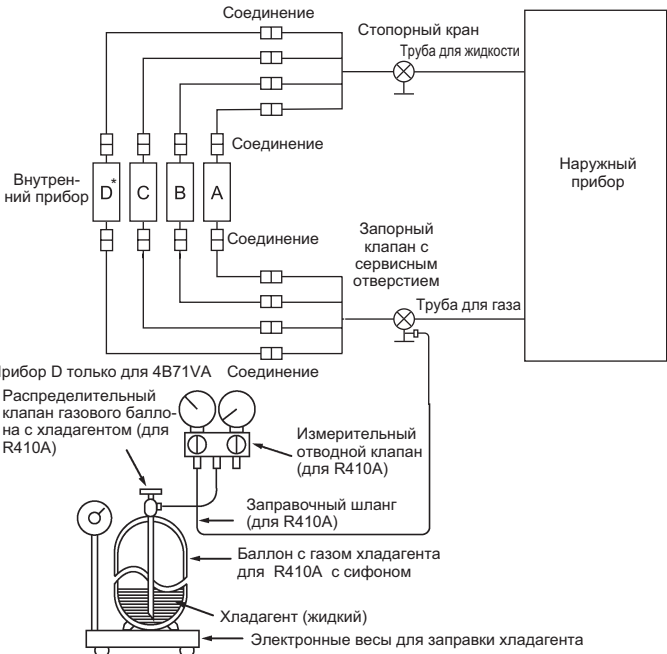 Соединение
Стопорный кран
Труба для жидкости
Соединение
Наружный
прибор
Внутрен-
ний прибор
D*
C
B
A
Соединение
Запорный
клапан с
сервисным
отверстием
Труба для газа
Прибор D только для 4B71VA
Соединение
Распределительный
клапан газового балло-
на с хладагентом (для
R410A)
Измерительный
отводной клапан
(для R410A)
Заправочный шланг
(для R410A)
Баллон с газом хладагента
для R410A с сифоном
Хладагент (жидкий)
Электронные весы для заправки хладагента